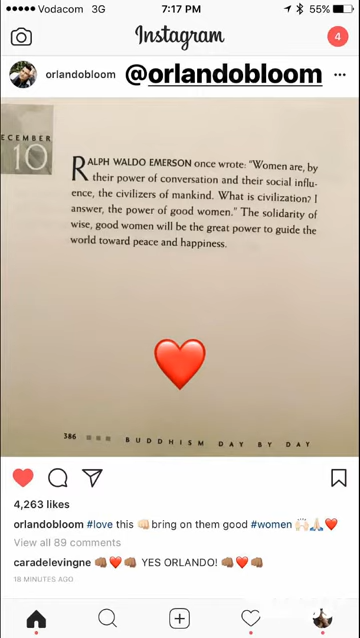 Vodacom 3G 7:17 PM 55%
Instagram
4
orlandobloom @orlandobloom
ECEMBER
10
RALPH WALDO EMERSON once wrote: "Women are, by
their power of conversation and their social influ-
ence, the civilizers of mankind. What is civilization? I
answer, the power of good women." The solidarity of
wise, good women will be the great power to guide the
world toward peace and happiness.
386 BUDDHISM DAY BY DAY
4,263 likes
orlandobloom #love this 👊🏻bring on them good #women 🙌🏻🙏🏻❤️
View all 89 comments
caradelevingne 👊🏽❤️👊🏽 YES ORLANDO! 👊🏽❤️👊🏽
18 MINUTES AGO